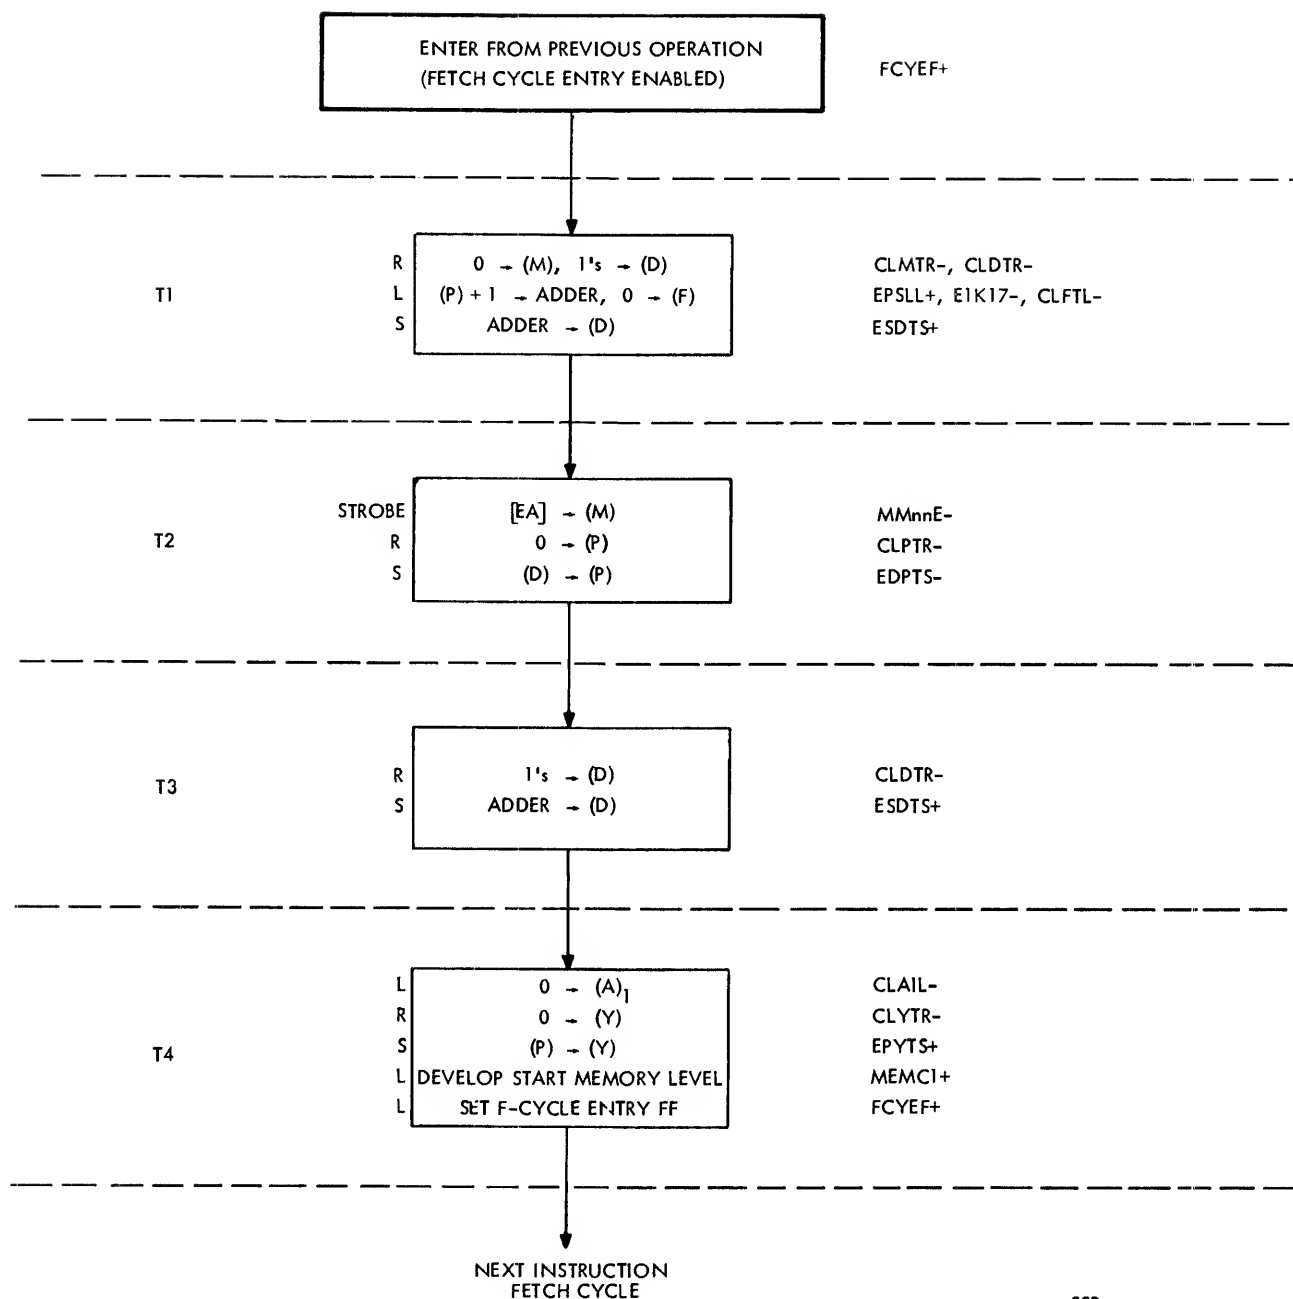 ENTER FROM PREVIOUS OPERATION
(FETCH CYCLE ENTRY ENABLED)
FCYEF+
T1
R 0 → (M), 1's → (D) CLMTR-, CLDTR-
L (P) + 1 → ADDER, 0 → (F) EPSLL+, E1K17-, CLFTL-
S ADDER → (D) ESDTS+
T2
STROBE [EA] → (M) MMnnE-
R 0 → (P) CLPTR-
S (D) → (P) EDPTS-
T3
R 1's → (D) CLDTR-
S ADDER → (D) ESDTS+
T4
L 0 → (A)1 CLA1L-
R 0 → (Y) CLYTR-
S (P) → (Y) EPYTS+
L DEVELOP START MEMORY LEVEL MEMC1+
L SET F-CYCLE ENTRY FF FCYEF+
NEXT INSTRUCTION
FETCH CYCLE